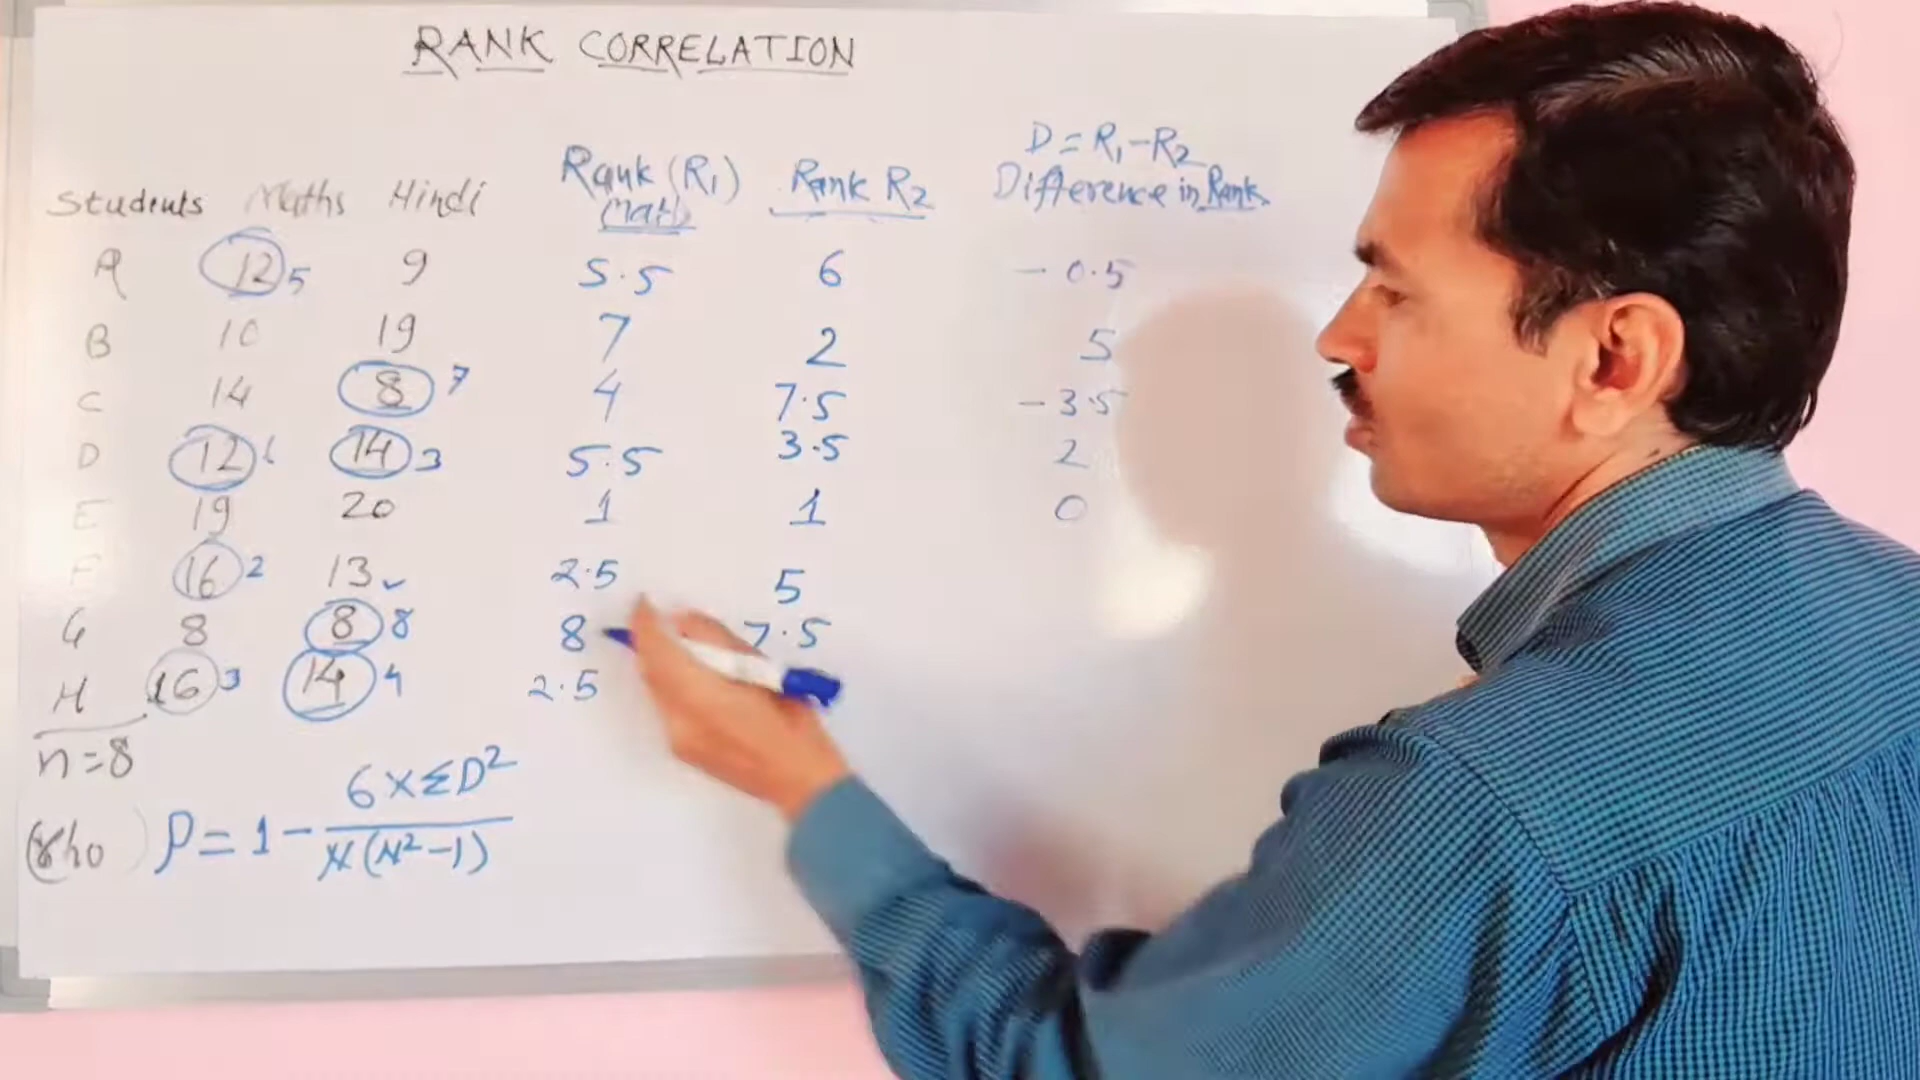 RANK CORRELATION
D = R₁-R₂
Students Maths Hindi Rank (R₁) Rank R₂ Difference in Rank
Math
A 12 5 9 5.5 6 - 0.5
B 10 19 7 2 5
C 14 8 7 4 7.5 - 3.5
D 12 14 3 5.5 3.5 2
E 19 20 1 1 0
F 16 2 13 ✓ 2.5 5
G 8 8 8 8 7.5
H 16 3 14 4 2.5
n = 8
6 × ΣD²
(rho) ρ = 1 -
N (N² - 1)